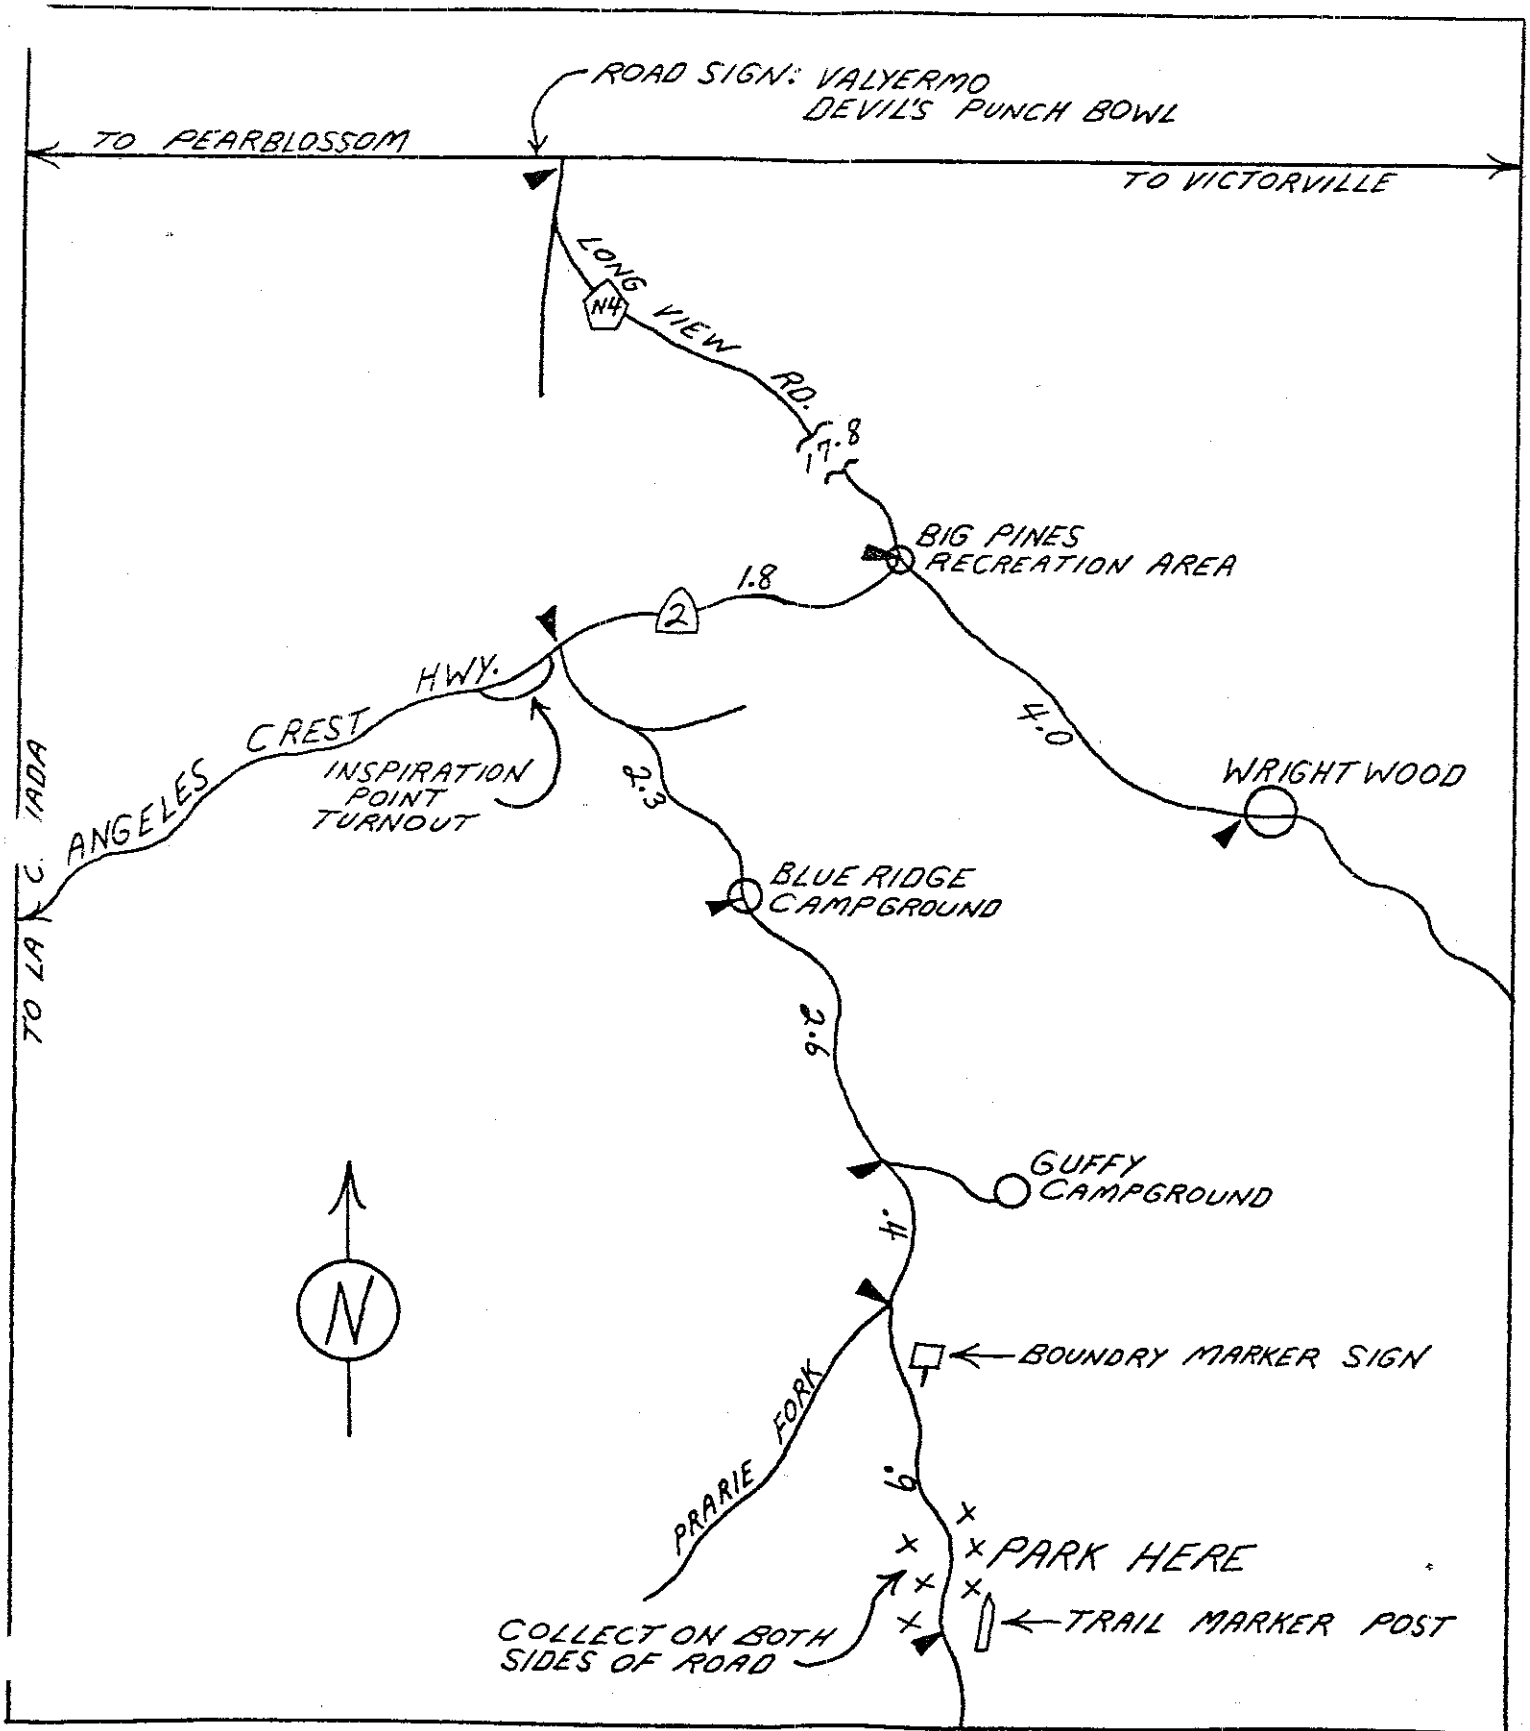 ROAD SIGN: VALYERMO
DEVIL'S PUNCH BOWL
TO PEARBLOSSOM
TO VICTORVILLE
LONG VIEW RD.
N4
17.8
BIG PINES
RECREATION AREA
1.8
2
ANGELES CREST HWY.
4.0
INSPIRATION
POINT
TURNOUT
2.3
WRIGHTWOOD
TO LA C
BLUE RIDGE
CAMPGROUND
2.6
GUFFY
CAMPGROUND
.4
N
BOUNDRY MARKER SIGN
PRARIE FORK
.9
PARK HERE
COLLECT ON BOTH
SIDES OF ROAD
TRAIL MARKER POST